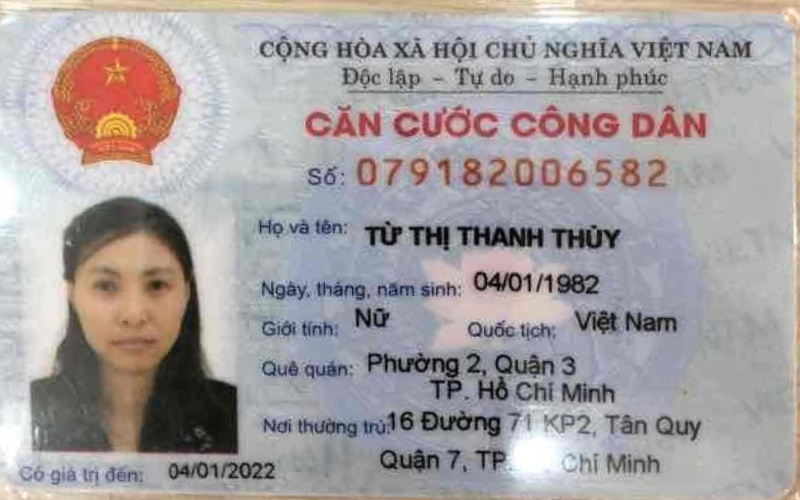 CỘNG HÒA XÃ HỘI CHỦ NGHĨA VIỆT NAM
Độc lập - Tự do - Hạnh phúc
CĂN CƯỚC CÔNG DÂN
Số: 079182006582
Họ và tên: TỪ THỊ THANH THỦY
Ngày, tháng, năm sinh: 04/01/1982
Giới tính: Nữ Quốc tịch: Việt Nam
Quê quán: Phường 2, Quận 3
TP. Hồ Chí Minh
Nơi thường trú: 16 Đường 71 KP2, Tân Quy
Quận 7, TP. Chí Minh
Có giá trị đến: 04/01/2022